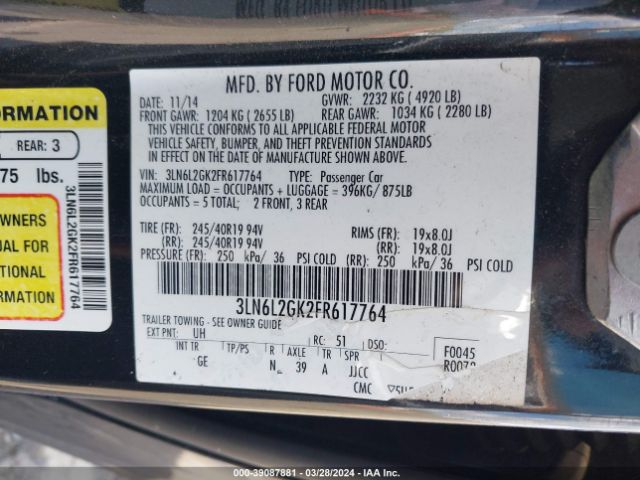 MFD. BY FORD MOTOR CO.
DATE: 11/14 GVWR: 2232 KG ( 4920 LB)
FRONT GAWR: 1204 KG ( 2655 LB) REAR GAWR: 1034 KG ( 2280 LB)
THIS VEHICLE CONFORMS TO ALL APPLICABLE FEDERAL MOTOR
VEHICLE SAFETY, BUMPER, AND THEFT PREVENTION STANDARDS
IN EFFECT ON THE DATE OF MANUFACTURE SHOWN ABOVE.
VIN: 3LN6L2GK2FR617764 TYPE: Passenger Car
MAXIMUM LOAD = OCCUPANTS + LUGGAGE = 396KG/ 875LB
OCCUPANTS = 5 TOTAL; 2 FRONT, 3 REAR
TIRE (FR): 245/40R19 94V RIMS (FR): 19x8.0J
(RR): 245/40R19 94V (RR): 19x8.0J
PRESSURE (FR): 250 kPa/ 36 PSI COLD (RR): 250 kPa/ 36 PSI COLD
3LN6L2GK2FR617764
TRAILER TOWING - SEE OWNER GUIDE
EXT PNT: UH RC: 51 DSO: F0045
INT TR TP/PS R AXLE TR SPR
GE N 39 A JJCC
CMC
ORMATION
REAR: 3
75 lbs.
3LN6L2GK2FR617764
WNERS
UAL FOR
TIONAL
RMATION
000-39087881 - 03/28/2024 - IAA Inc.